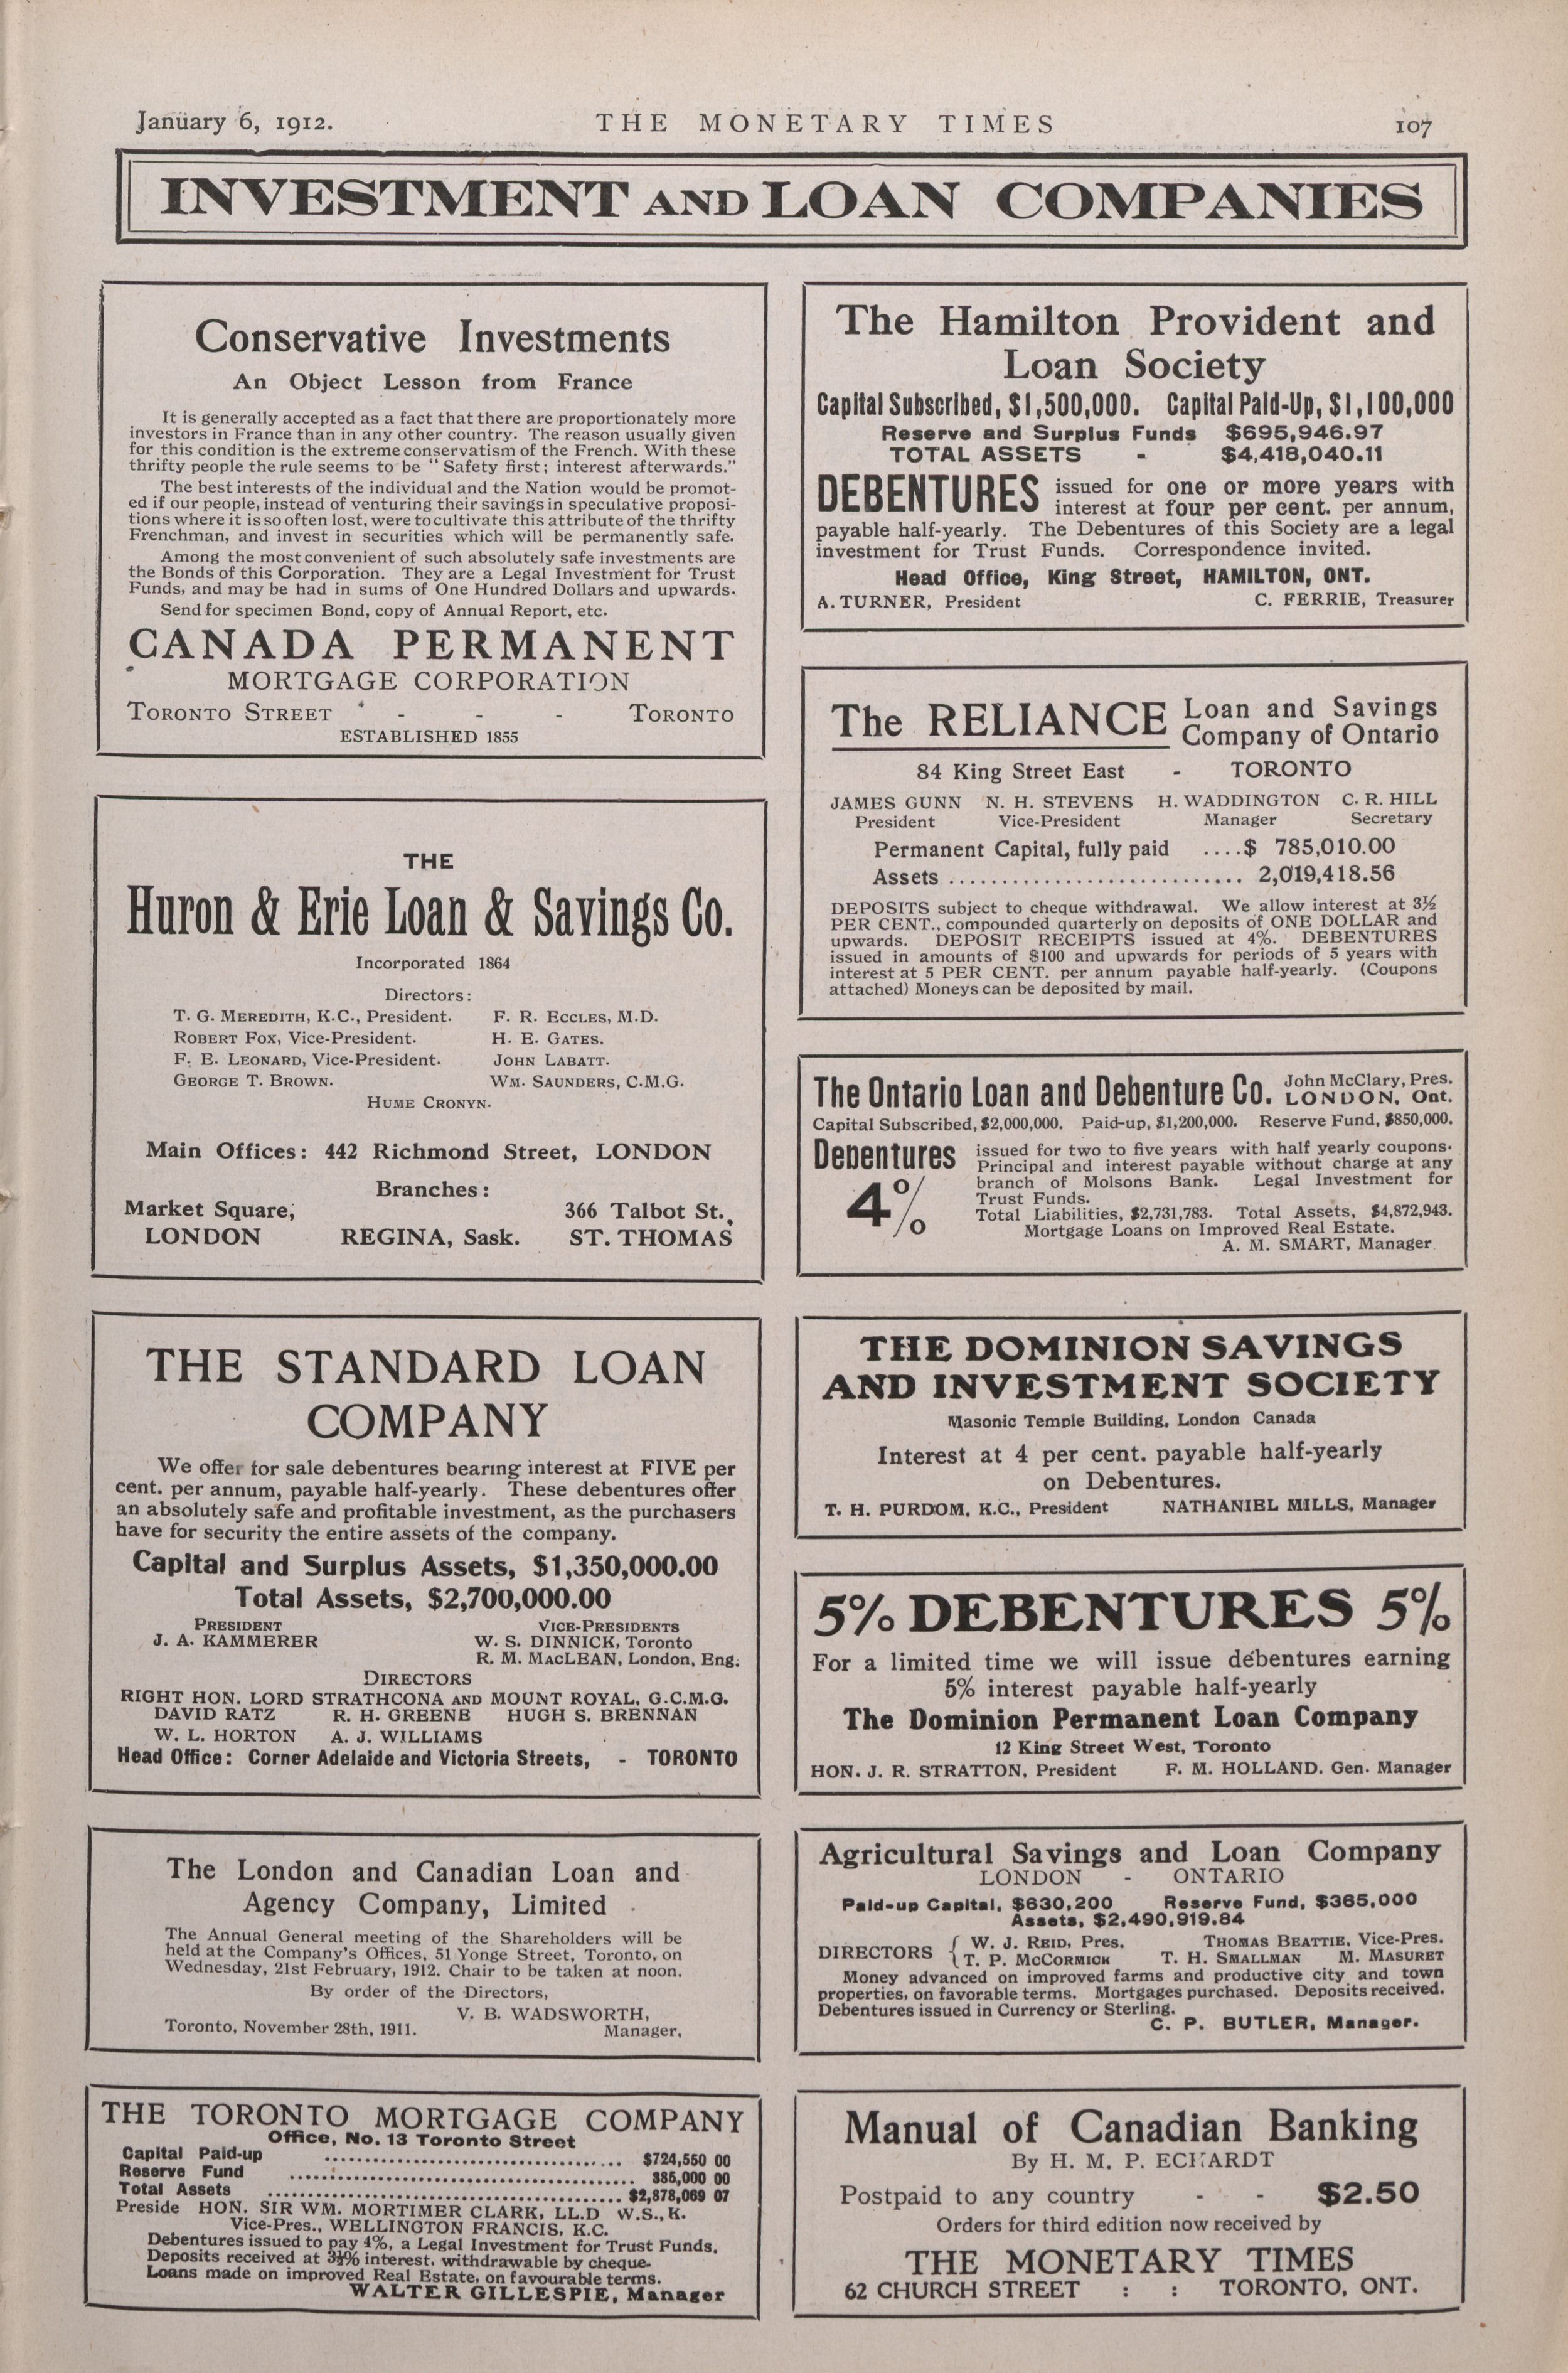 January 6, 1912.
THE MONETARY TIMES
107
INVESTMENT AND LOAN COMPANIES
Conservative Investments
An Object Lesson from France
It is generally accepted as a fact that there are proportionately more
investors in France than in any other country. The reason usually given
for this condition is the extreme conservatism of the French. With these
thrifty people the rule seems to be "Safety first; interest afterwards."
The best interests of the individual and the Nation would be promot-
ed if our people, instead of venturing their savings in speculative proposi-
tions where it is so often lost, were to cultivate this attribute of the thrifty
Frenchman, and invest in securities which will be permanently safe.
Among the most convenient of such absolutely safe investments are
the Bonds of this Corporation. They are a Legal Investment for Trust
Funds, and may be had in sums of One Hundred Dollars and upwards.
Send for specimen Bond, copy of Annual Report, etc.
CANADA PERMANENT
MORTGAGE CORPORATION
TORONTO STREET - - - TORONTO
ESTABLISHED 1855
THE
Huron & Erie Loan & Savings Co.
Incorporated 1864
Directors:
T. G. MEREDITH, K.C., President. F. R. ECCLES, M.D.
ROBERT FOX, Vice-President. H. E. GATES.
F. E. LEONARD, Vice-President. JOHN LABATT.
GEORGE T. BROWN. WM. SAUNDERS, C.M.G.
HUME CRONYN.
Main Offices: 442 Richmond Street, LONDON
Branches:
Market Square, 366 Talbot St.,
LONDON REGINA, Sask. ST. THOMAS
THE STANDARD LOAN
COMPANY
We offer for sale debentures bearing interest at FIVE per
cent. per annum, payable half-yearly. These debentures offer
an absolutely safe and profitable investment, as the purchasers
have for security the entire assets of the company.
Capital and Surplus Assets, $1,350,000.00
Total Assets, $2,700,000.00
PRESIDENT VICE-PRESIDENTS
J. A. KAMMERER W. S. DINNICK, Toronto
R. M. MacLEAN, London, Eng.
DIRECTORS
RIGHT HON. LORD STRATHCONA AND MOUNT ROYAL, G.C.M.G.
DAVID RATZ R. H. GREENE HUGH S. BRENNAN
W. L. HORTON A. J. WILLIAMS
Head Office: Corner Adelaide and Victoria Streets, - TORONTO
The London and Canadian Loan and
Agency Company, Limited
The Annual General meeting of the Shareholders will be
held at the Company's Offices, 51 Yonge Street, Toronto, on
Wednesday, 21st February, 1912. Chair to be taken at noon.
By order of the Directors,
V. B. WADSWORTH,
Toronto, November 28th, 1911. Manager,
THE TORONTO MORTGAGE COMPANY
Office, No. 13 Toronto Street
Capital Paid-up .................... $724,550 00
Reserve Fund .................... 385,000 00
Total Assets .................... $2,878,069 07
Preside HON. SIR WM. MORTIMER CLARK, LL.D W.S., K.
Vice-Pres., WELLINGTON FRANCIS, K.C.
Debentures issued to pay 4%, a Legal Investment for Trust Funds.
Deposits received at 3½% interest, withdrawable by cheque.
Loans made on improved Real Estate, on favourable terms.
WALTER GILLESPIE, Manager
The Hamilton Provident and
Loan Society
Capital Subscribed, $1,500,000. Capital Paid-Up, $1,100,000
Reserve and Surplus Funds $695,946.97
TOTAL ASSETS - $4,418,040.11
DEBENTURES issued for one or more years with
interest at four per cent. per annum,
payable half-yearly. The Debentures of this Society are a legal
investment for Trust Funds. Correspondence invited.
Head Office, King Street, HAMILTON, ONT.
A. TURNER, President C. FERRIE, Treasurer
The RELIANCE Loan and Savings
Company of Ontario
84 King Street East - TORONTO
JAMES GUNN N. H. STEVENS H. WADDINGTON C. R. HILL
President Vice-President Manager Secretary
Permanent Capital, fully paid ....$ 785,010.00
Assets ............................ 2,019,418.56
DEPOSITS subject to cheque withdrawal. We allow interest at 3½
PER CENT., compounded quarterly on deposits of ONE DOLLAR and
upwards. DEPOSIT RECEIPTS issued at 4%. DEBENTURES
issued in amounts of $100 and upwards for periods of 5 years with
interest at 5 PER CENT. per annum payable half-yearly. (Coupons
attached) Moneys can be deposited by mail.
The Ontario Loan and Debenture Co. John McClary, Pres.
LONDON, Ont.
Capital Subscribed, $2,000,000. Paid-up, $1,200,000. Reserve Fund, $850,000.
Debentures issued for two to five years with half yearly coupons.
Principal and interest payable without charge at any
4% branch of Molsons Bank. Legal Investment for
Trust Funds.
Total Liabilities, $2,731,783. Total Assets, $4,872,943.
Mortgage Loans on Improved Real Estate.
A. M. SMART, Manager
THE DOMINION SAVINGS
AND INVESTMENT SOCIETY
Masonic Temple Building, London Canada
Interest at 4 per cent. payable half-yearly
on Debentures.
T. H. PURDOM, K.C., President NATHANIEL MILLS, Manager
5% DEBENTURES 5%
For a limited time we will issue debentures earning
5% interest payable half-yearly
The Dominion Permanent Loan Company
12 King Street West, Toronto
HON. J. R. STRATTON, President F. M. HOLLAND. Gen. Manager
Agricultural Savings and Loan Company
LONDON - ONTARIO
Paid-up Capital, $630,200 Reserve Fund, $365,000
Assets, $2,490,919.84
DIRECTORS { W. J. REID, Pres. THOMAS BEATTIE, Vice-Pres.
T. P. McCORMICK T. H. SMALLMAN M. MASURET
Money advanced on improved farms and productive city and town
properties, on favorable terms. Mortgages purchased. Deposits received.
Debentures issued in Currency or Sterling.
C. P. BUTLER, Manager.
Manual of Canadian Banking
By H. M. P. ECKARDT
Postpaid to any country - - $2.50
Orders for third edition now received by
THE MONETARY TIMES
62 CHURCH STREET : : TORONTO, ONT.